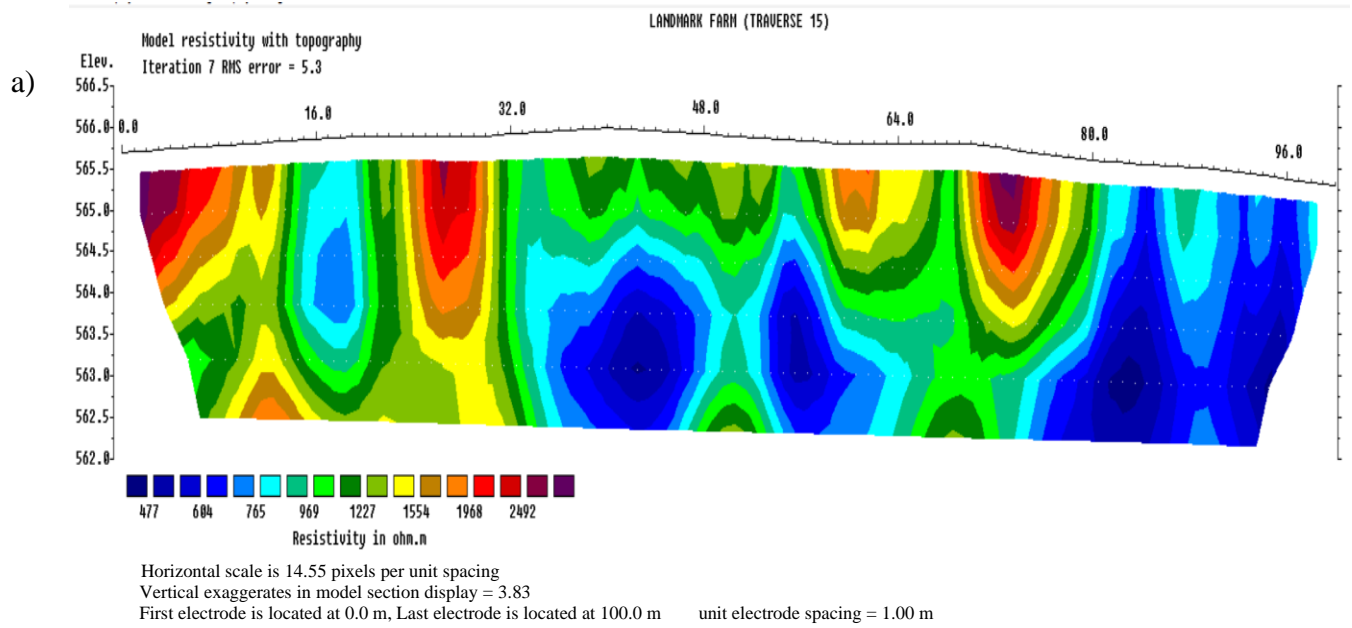 LANDMARK FARM (TRAVERSE 15)
Model resistivity with topography
Elev. Iteration 7 RMS error = 5.3
a)
566.5
566.0 0.0 16.0 32.0 48.0 64.0 80.0 96.0
565.5
565.0
564.5
564.0
563.5
563.0
562.5
562.0
477 604 765 969 1227 1554 1968 2492
Resistivity in ohm.m
Horizontal scale is 14.55 pixels per unit spacing
Vertical exaggerates in model section display = 3.83
First electrode is located at 0.0 m, Last electrode is located at 100.0 m unit electrode spacing = 1.00 m